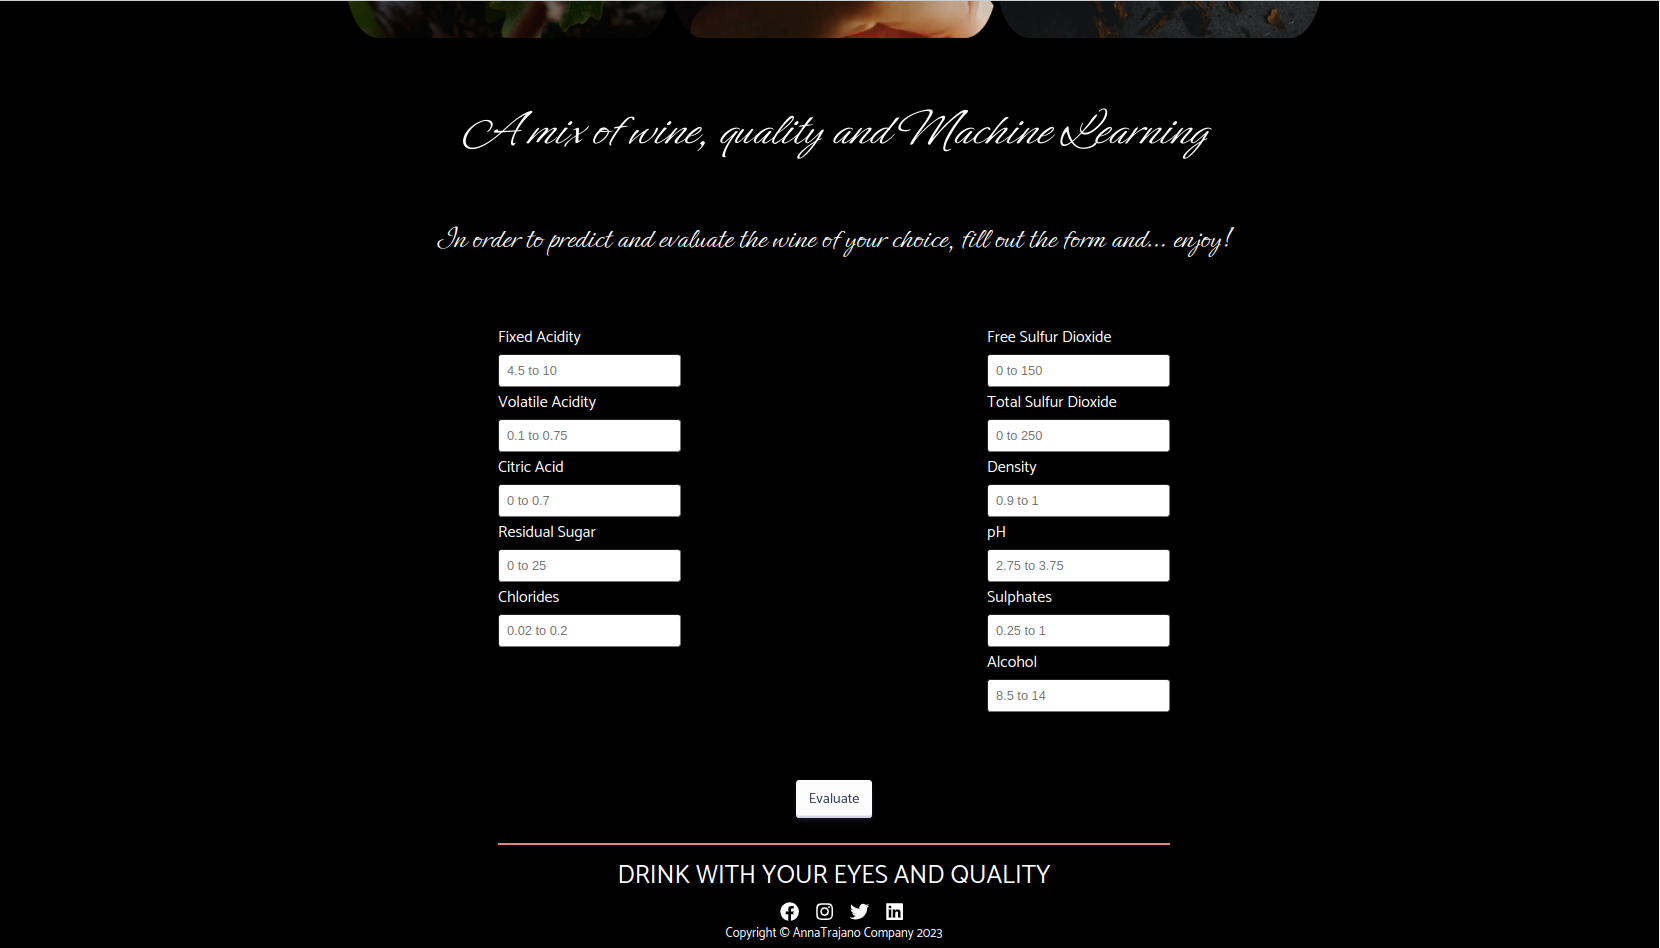 A mix of wine, quality and Machine Learning
In order to predict and evaluate the wine of your choice, fill out the form and... enjoy!
Fixed Acidity
4.5 to 10
Volatile Acidity
0.1 to 0.75
Citric Acid
0 to 0.7
Residual Sugar
0 to 25
Chlorides
0.02 to 0.2
Free Sulfur Dioxide
0 to 150
Total Sulfur Dioxide
0 to 250
Density
0.9 to 1
pH
2.75 to 3.75
Sulphates
0.25 to 1
Alcohol
8.5 to 14
Evaluate
DRINK WITH YOUR EYES AND QUALITY
Copyright © AnnaTrajano Company 2023